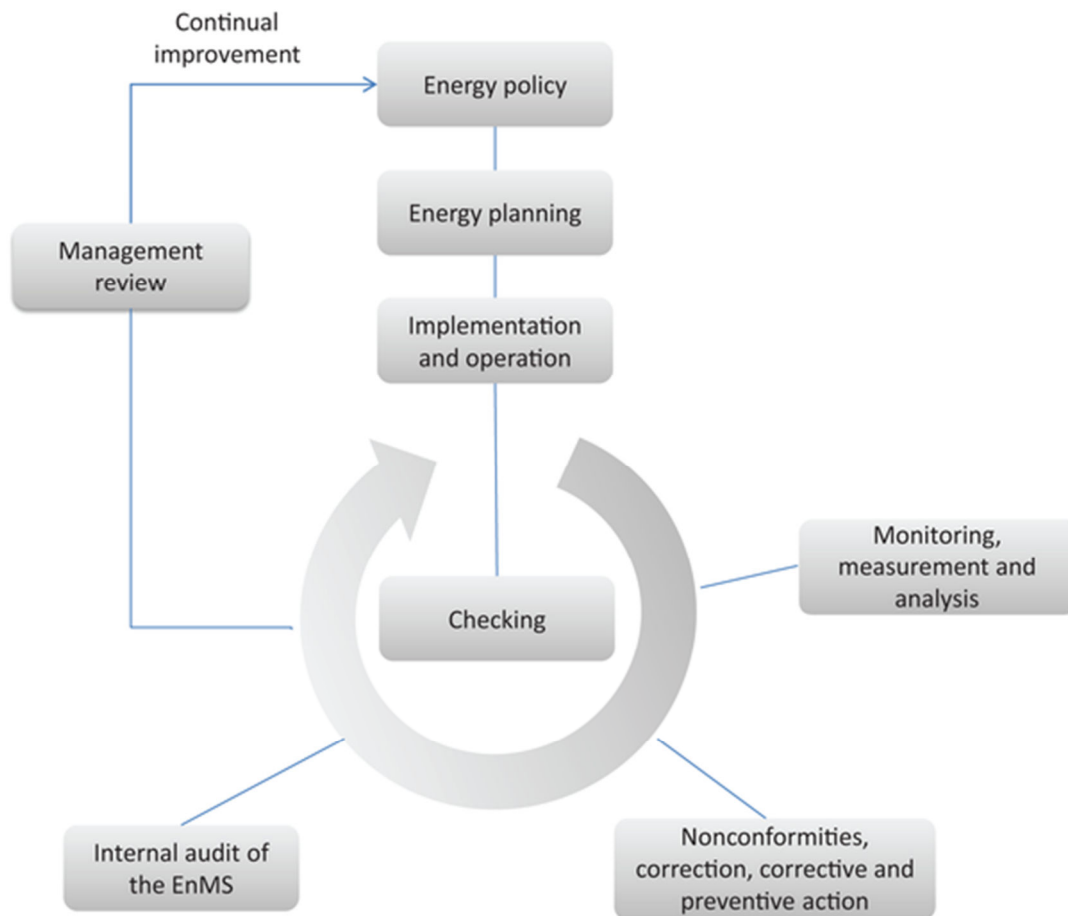 Continual
improvement
Energy policy
Energy planning
Management
review
Implementation
and operation
Monitoring,
measurement and
analysis
Checking
Internal audit of
the EnMS
Nonconformities,
correction, corrective and
preventive action